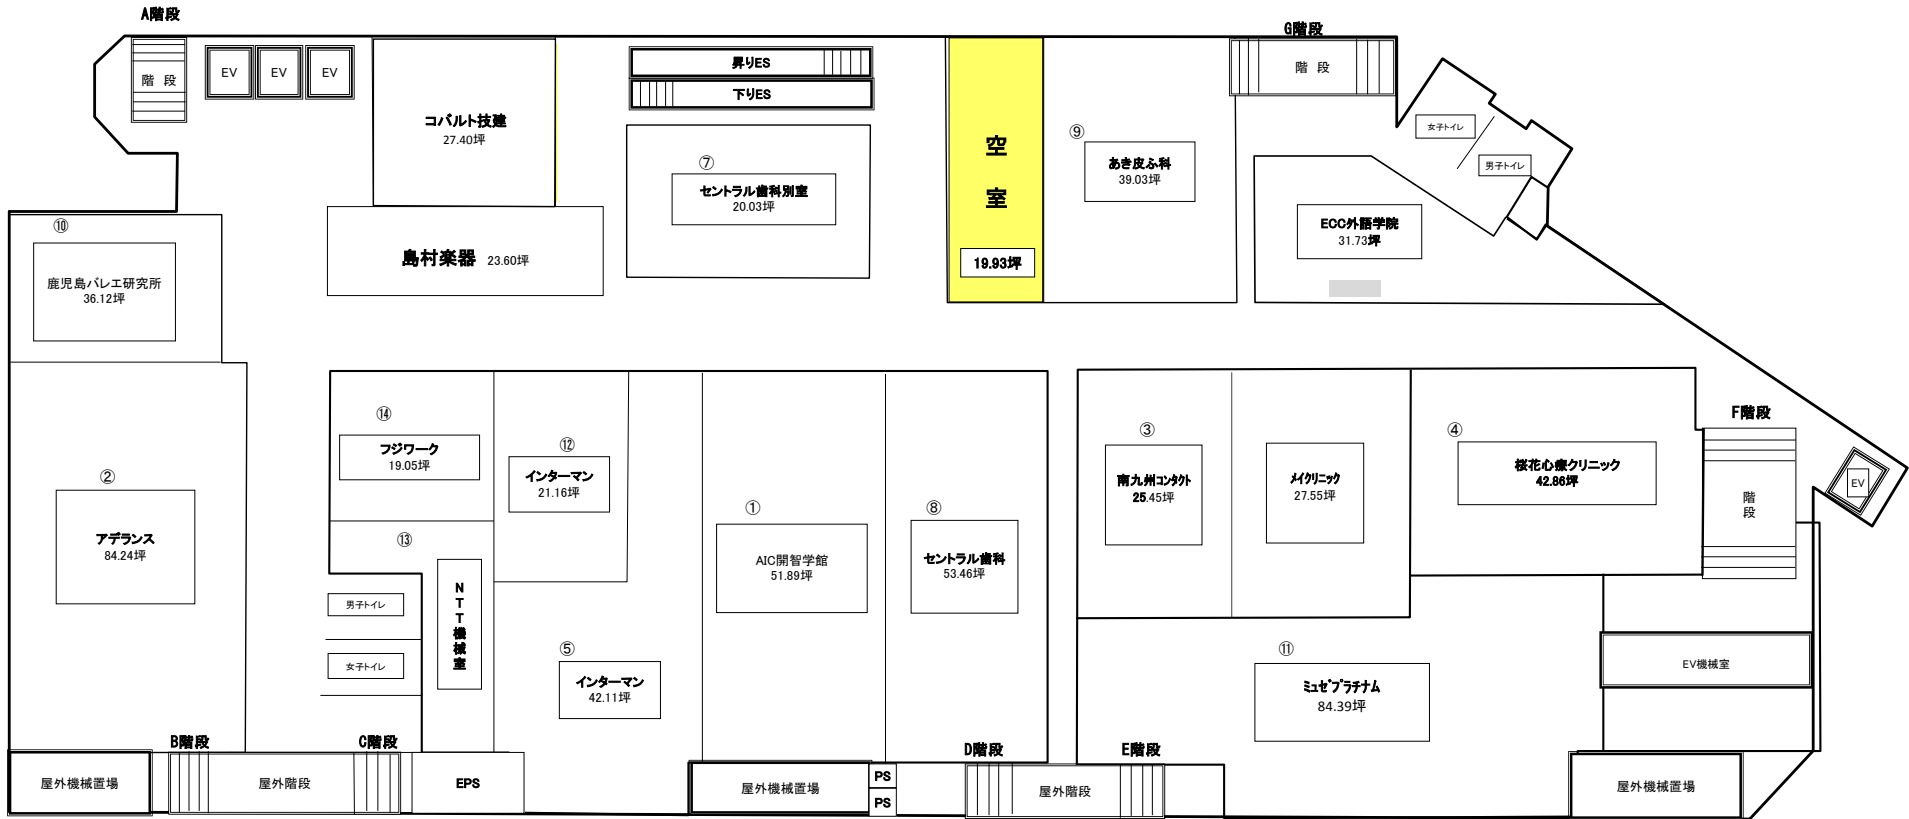 A階段
G階段
階 段
EV
EV
EV
昇りES
下りES
階 段
コバルト技建
27.40坪
女子トイレ
男子トイレ
空
室
19.93坪
⑨
あき皮ふ科
39.03坪
⑦
セントラル歯科別室
20.03坪
ECC外語学院
31.73坪
島村楽器 23.60坪
⑩
鹿児島バレエ研究所
36.12坪
⑭
フジワーク
19.05坪
⑫
インターマン
21.16坪
③
南九州コンタクト
25.45坪
メイクリニック
27.55坪
④
桜花心療クリニック
42.86坪
F階段
階
段
EV
②
アデランス
84.24坪
⑬
NTT機械室
①
AIC開智学館
51.89坪
⑧
セントラル歯科
53.46坪
男子トイレ
女子トイレ
⑤
インターマン
42.11坪
⑪
ミュゼプラチナム
84.39坪
EV機械室
B階段
C階段
D階段
E階段
屋外機械置場
屋外階段
EPS
屋外機械置場
PS
PS
屋外階段
屋外機械置場